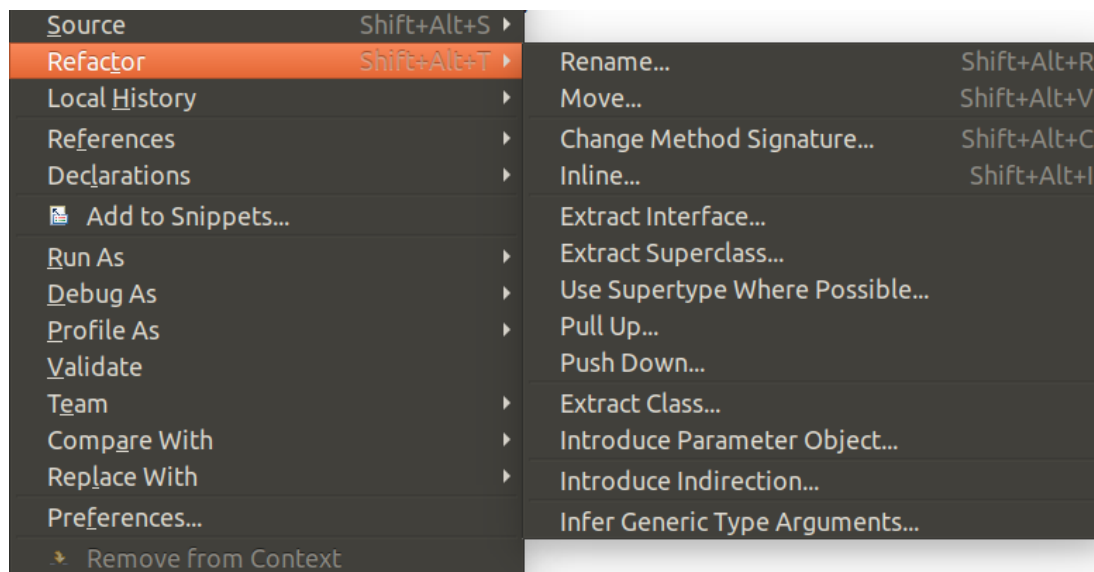 Source Shift+Alt+S
Refactor Shift+Alt+T
Local History
References
Declarations
Add to Snippets...
Run As
Debug As
Profile As
Validate
Team
Compare With
Replace With
Preferences...
Remove from Context
Rename... Shift+Alt+R
Move... Shift+Alt+V
Change Method Signature... Shift+Alt+C
Inline... Shift+Alt+I
Extract Interface...
Extract Superclass...
Use Supertype Where Possible...
Pull Up...
Push Down...
Extract Class...
Introduce Parameter Object...
Introduce Indirection...
Infer Generic Type Arguments...